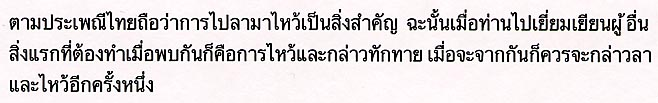 ตามประเพณีไทยถือว่าการไปลามาไหว้เป็นสิ่งสำคัญ ฉะนั้นเมื่อท่านไปเยี่ยมเยียนผู้อื่น
สิ่งแรกที่ต้องทำเมื่อพบกันก็คือการไหว้และกล่าวทักทาย เมื่อจะจากกันก็ควรจะกล่าวลา
และไหว้อีกครั้งหนึ่ง